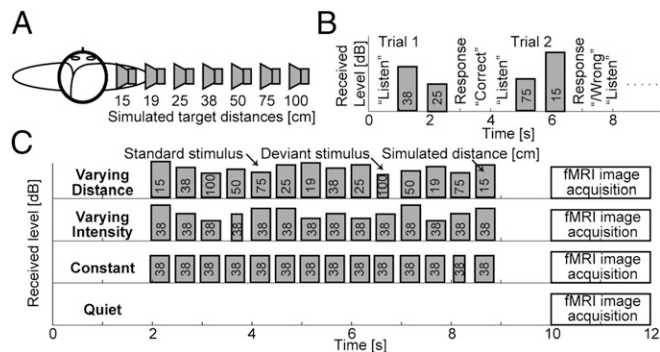 A
15 19 25 38 50 75 100
Simulated target distances [cm]
B
Received
Level [dB]
Trial 1
Trial 2
"Listen"
38
25
Response
"Correct"
"Listen"
75
15
Response
"/Wrong"
"Listen"
0 2 4 6 8
Time [s]
C
Standard stimulus
Deviant stimulus
Simulated distance [cm]
Received level [dB]
Varying
Distance
15 38 100 50 75 25 19 38 25 100 50 19 75 15
fMRI image
acquisition
Varying
Intensity
38 38 38 38 38 38 38 38 38 38 38 38 38
fMRI image
acquisition
Constant
38 38 38 38 38 38 38 38 38 38 38 38 38
fMRI image
acquisition
Quiet
fMRI image
acquisition
0 2 4 6 8 10 12
Time [s]